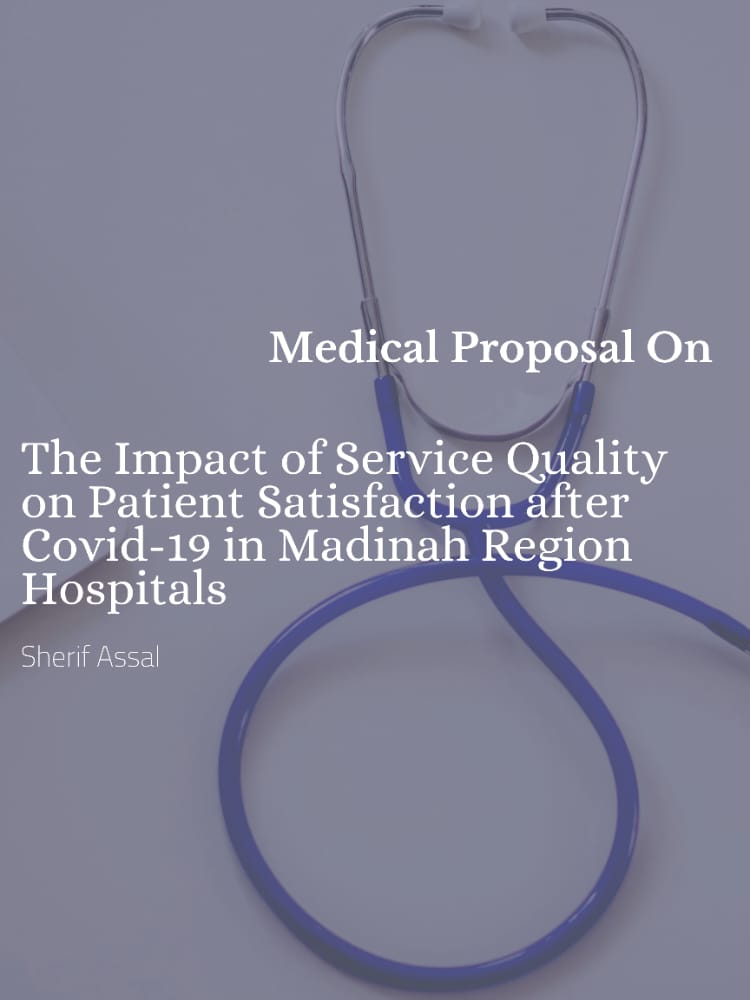 Medical Proposal On
The Impact of Service Quality
on Patient Satisfaction after
Covid-19 in Madinah Region
Hospitals
Sherif Assal